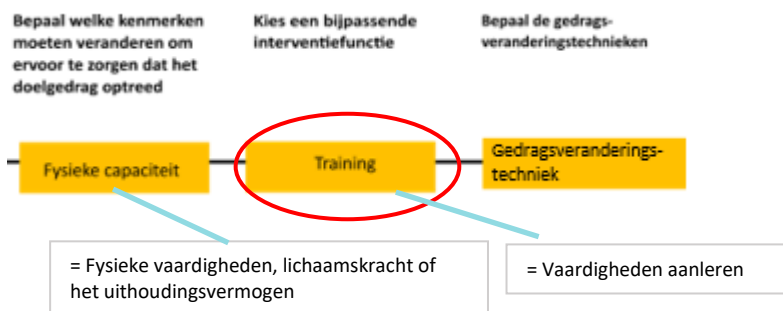 Bepaal welke kenmerken
moeten veranderen om
ervoor te zorgen dat het
doelgedrag optreed
Kies een bijpassende
interventiefunctie
Bepaal de gedrags-
veranderingstechnieken
Fysieke capaciteit
Training
Gedragsveranderings-
techniek
= Fysieke vaardigheden, lichaamskracht of
het uithoudingsvermogen
= Vaardigheden aanleren